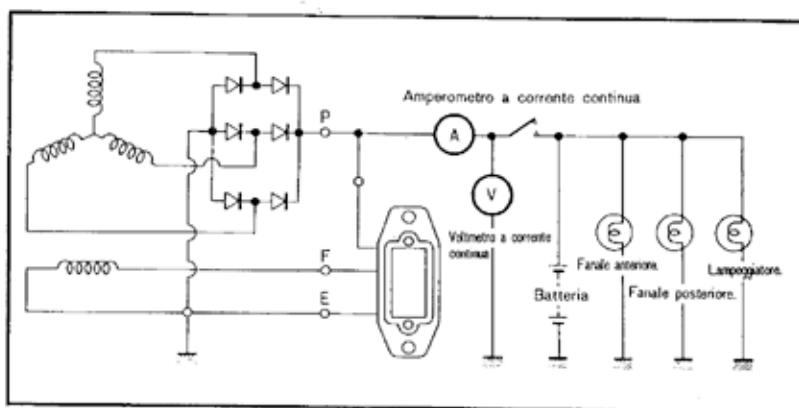 Amperometro a corrente continua
P
A
V
Voltmetro a corrente
continua
F
E
Batteria
Fanale anteriore.
Fanale posteriore.
Lampeggiatore.